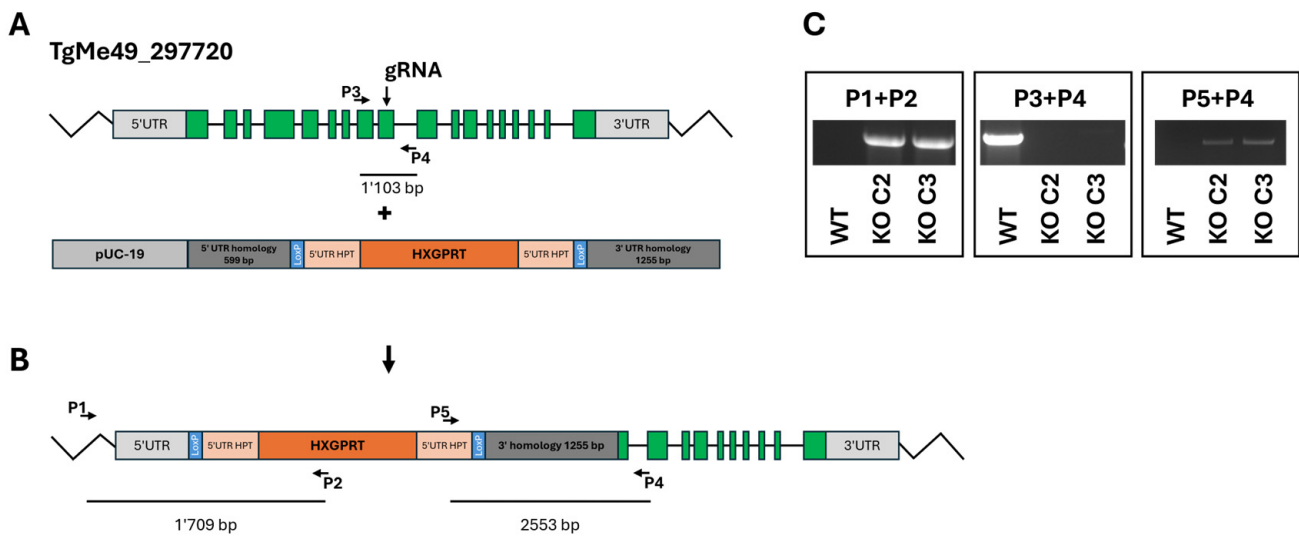 A
TgMe49_297720
gRNA
P3
5'UTR
3'UTR
P4
1'103 bp
+
pUC-19
5' UTR homology
599 bp
LoxP
5'UTR HPT
HXGPRT
5'UTR HPT
LoxP
3' UTR homology
1255 bp
B
P1
P5
5'UTR
LoxP
5'UTR HPT
HXGPRT
5'UTR HPT
LoxP
3' homology 1255 bp
3'UTR
P2
P4
1'709 bp
2553 bp
C
P1+P2
WT
KO C2
KO C3
P3+P4
WT
KO C2
KO C3
P5+P4
WT
KO C2
KO C3